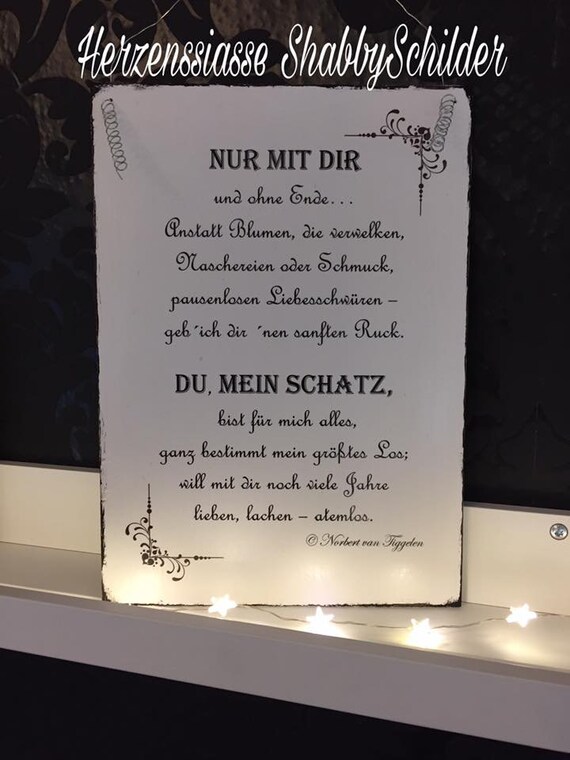 Herzenssiasse ShabbySchilder
NUR MIT DIR
und ohne Ende...
Anstatt Blumen, die verwelken,
Naschereien oder Schmuck,
pausenlosen Liebesschwüren –
geb´ich dir ´nen sanften Ruck.
DU, MEIN SCHATZ,
bist für mich alles,
ganz bestimmt mein größtes Los;
will mit dir noch viele Jahre
lieben, lachen – atemlos.
© Norbert van Tiggelen